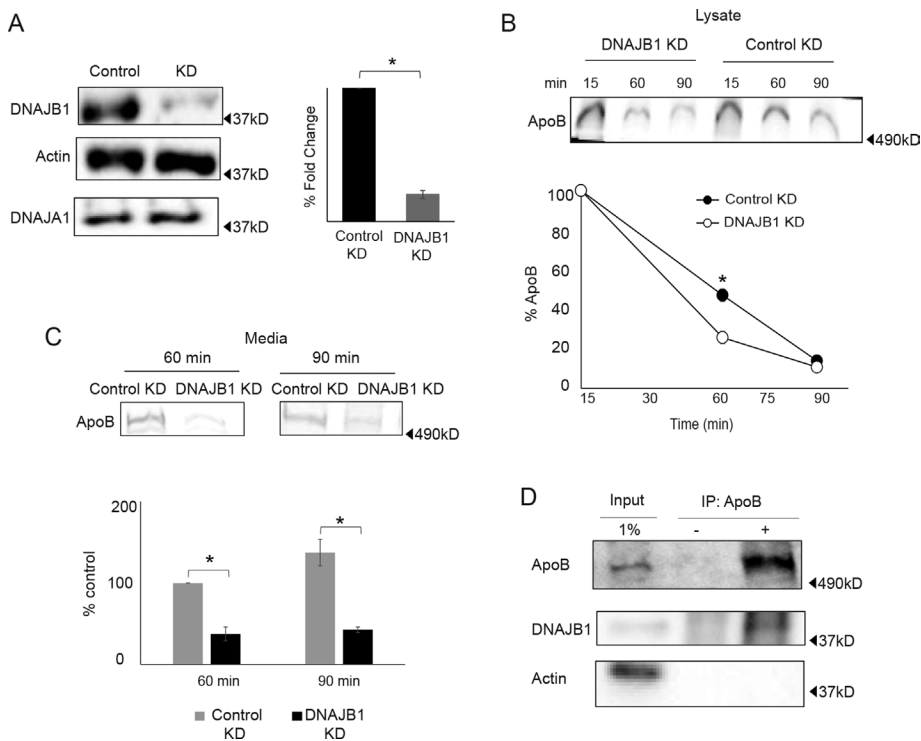 A
Control KD
DNAJB1
◄37kD
Actin
◄37kD
DNAJA1
◄37kD
*
% Fold Change
Control
KD
DNAJB1
KD
B
Lysate
DNAJB1 KD Control KD
min 15 60 90 15 60 90
ApoB
◄490kD
100
80
60
40
20
0
% ApoB
Control KD
DNAJB1 KD
*
15 30 60 75 90
Time (min)
C
Media
60 min 90 min
Control KD DNAJB1 KD Control KD DNAJB1 KD
ApoB
◄490kD
200
100
0
% control
*
*
60 min 90 min
Control
KD
DNAJB1
KD
D
Input IP: ApoB
1% - +
ApoB
◄490kD
DNAJB1
◄37kD
Actin
◄37kD